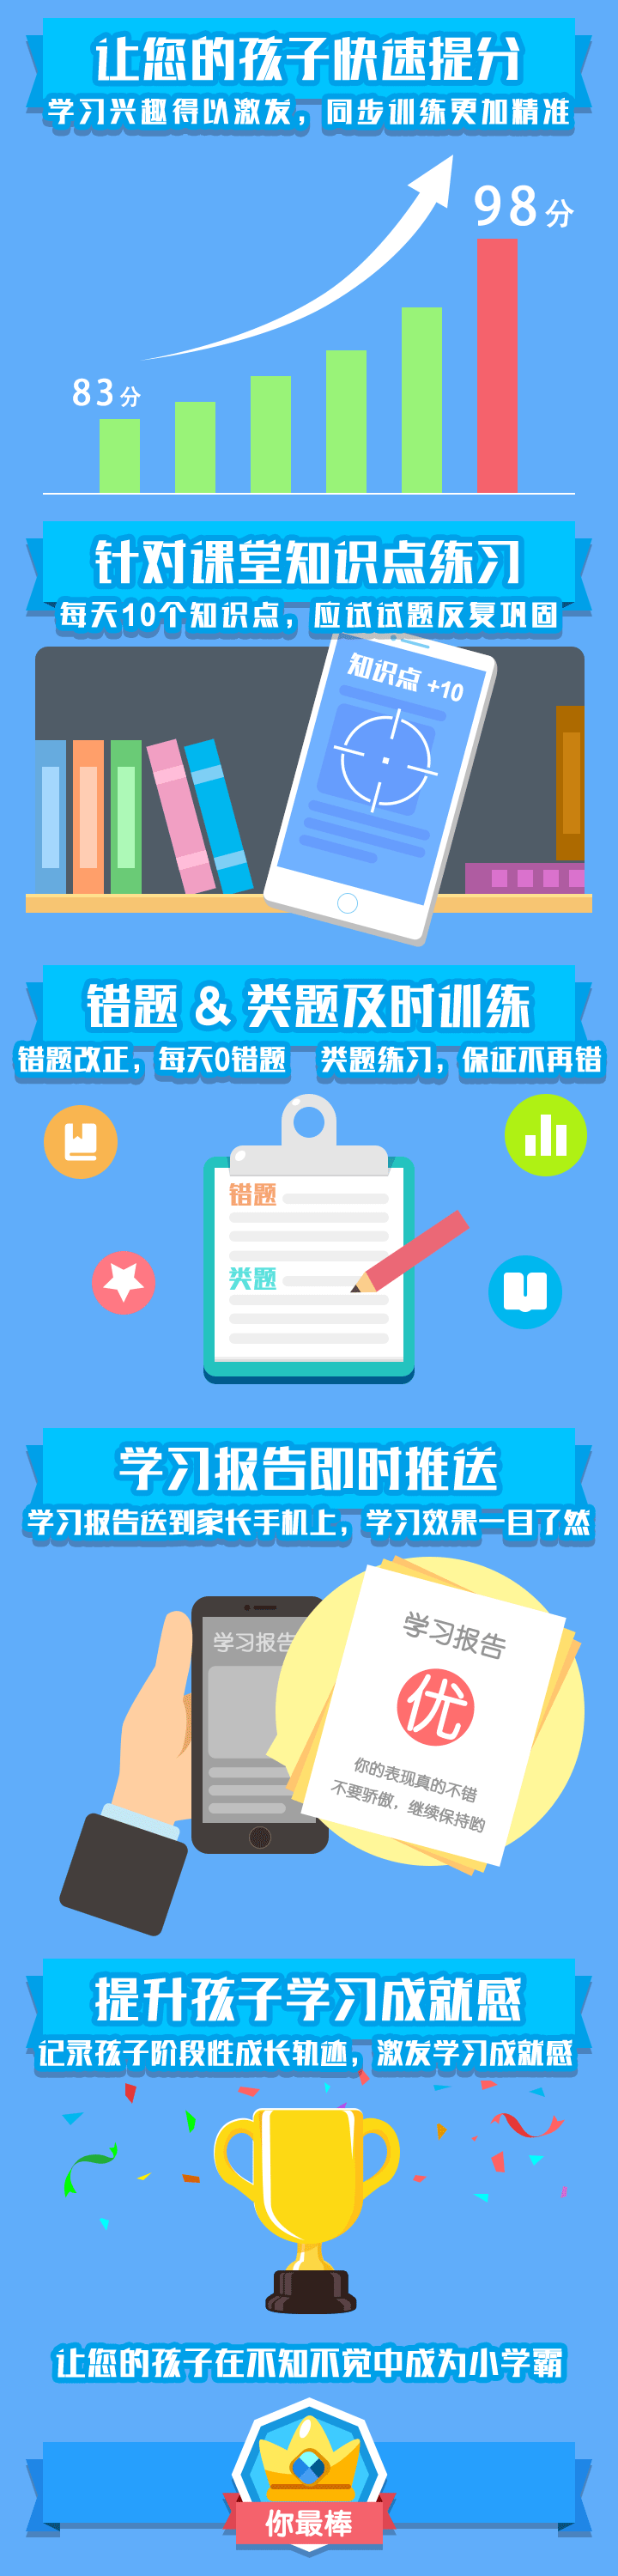 让您的孩子快速提分
学习兴趣得以激发，同步训练更加精准
98分
83分
针对课堂知识点练习
每天10个知识点，应试试题反复巩固
知识点 +10
错题 & 类题及时训练
错题改正，每天0错题 类题练习，保证不再错
错题
类题
学习报告即时推送
学习报告送到家长手机上，学习效果一目了然
学习报告
学习报告
优
你的表现真的不错
不要骄傲，继续保持哟
提升孩子学习成就感
记录孩子阶段性成长轨迹，激发学习成就感
让您的孩子在不知不觉中成为小学霸
你最棒